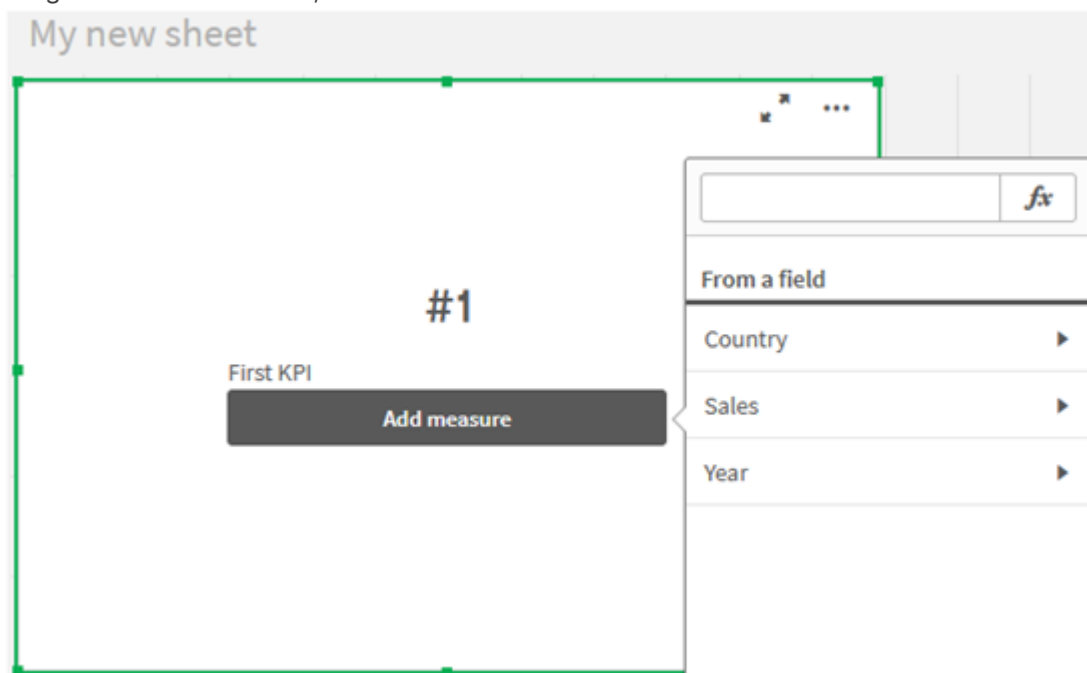 My new sheet
...
fx
From a field
#1
Country
First KPI
Add measure
Sales
Year